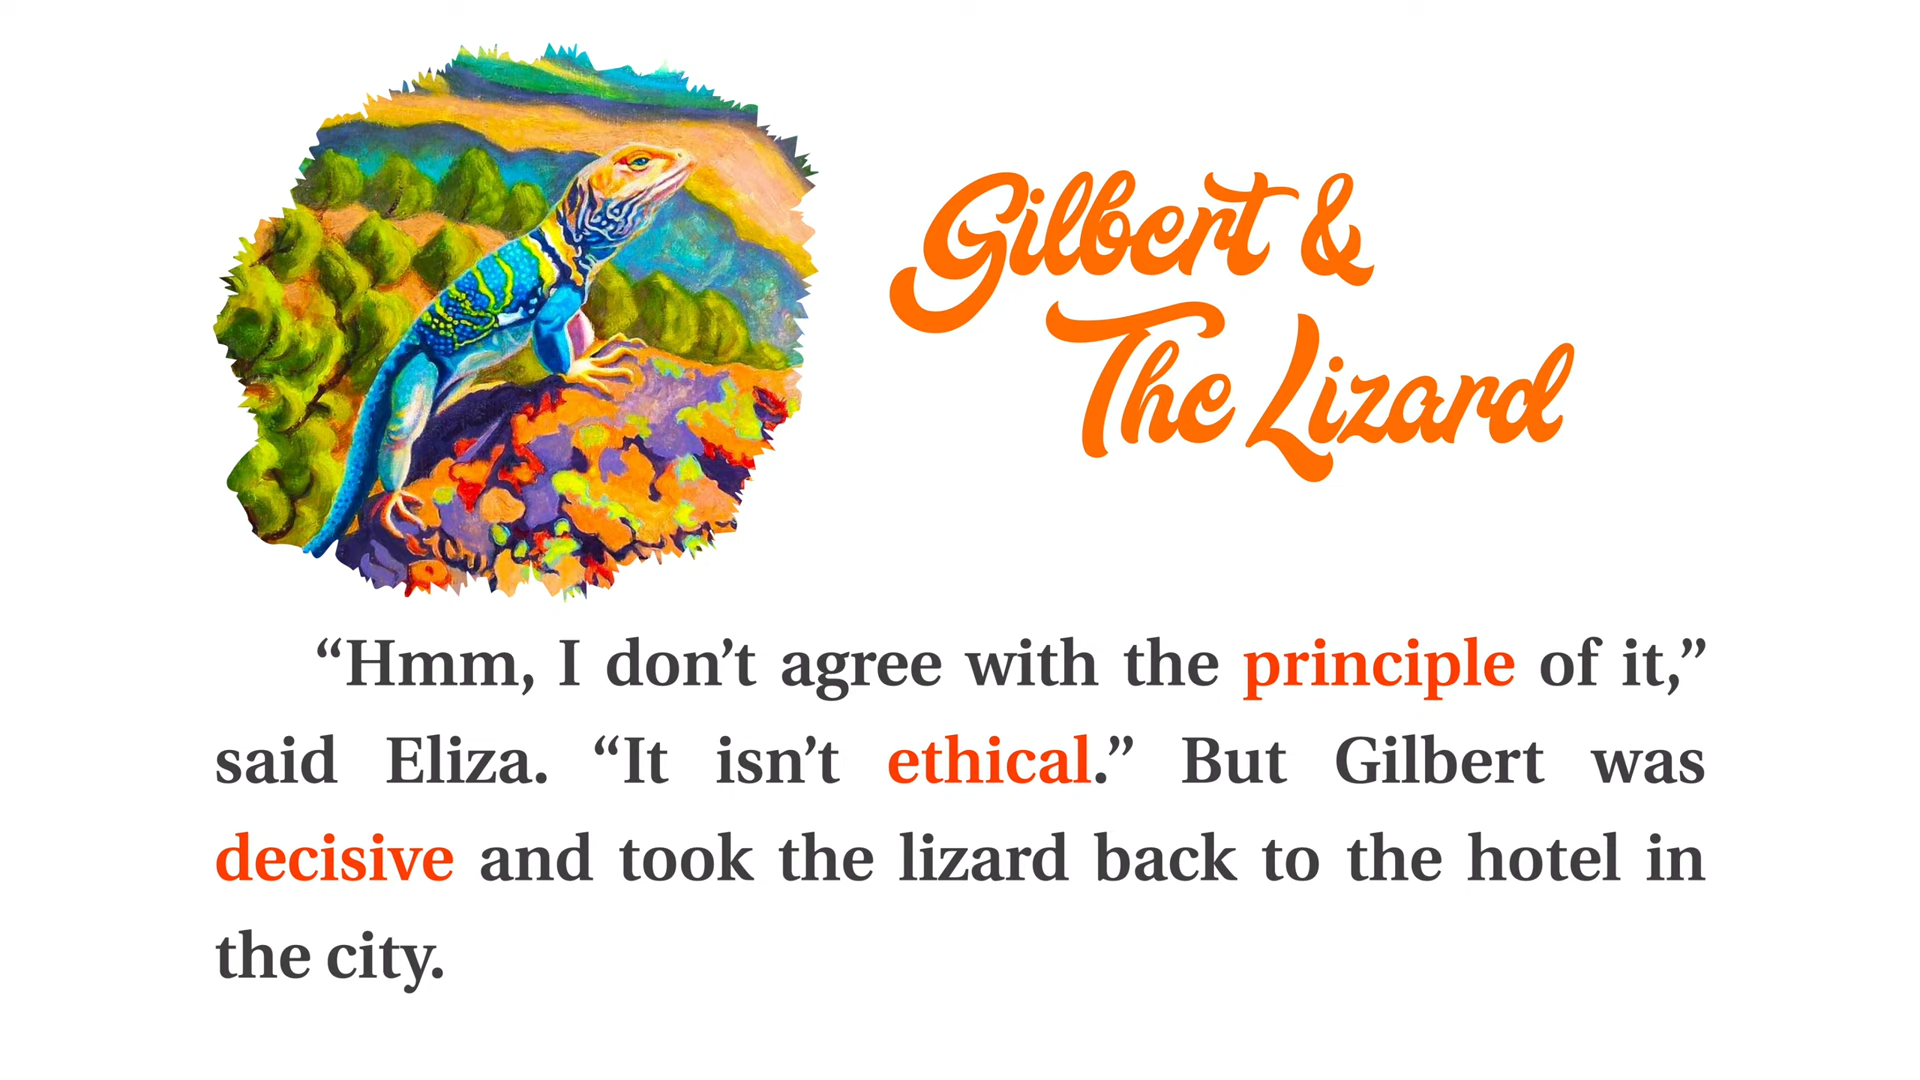 Gilbert &
The Lizard
“Hmm, I don’t agree with the principle of it,”
said Eliza. “It isn’t ethical.” But Gilbert was
decisive and took the lizard back to the hotel in
the city.